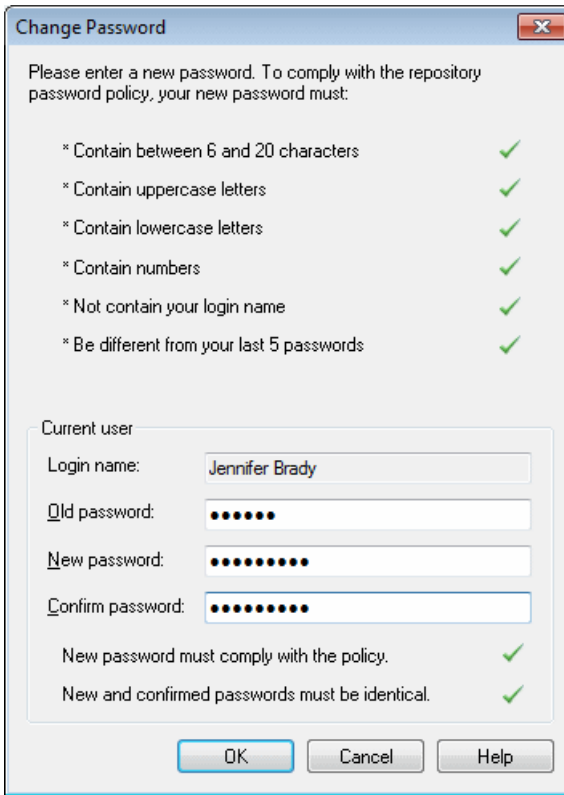 Change Password
Please enter a new password. To comply with the repository
password policy, your new password must:
* Contain between 6 and 20 characters
* Contain uppercase letters
* Contain lowercase letters
* Contain numbers
* Not contain your login name
* Be different from your last 5 passwords
Current user
Login name: Jennifer Brady
Old password: ●●●●●●
New password: ●●●●●●●●●
Confirm password: ●●●●●●●●●
New password must comply with the policy.
New and confirmed passwords must be identical.
OK Cancel Help